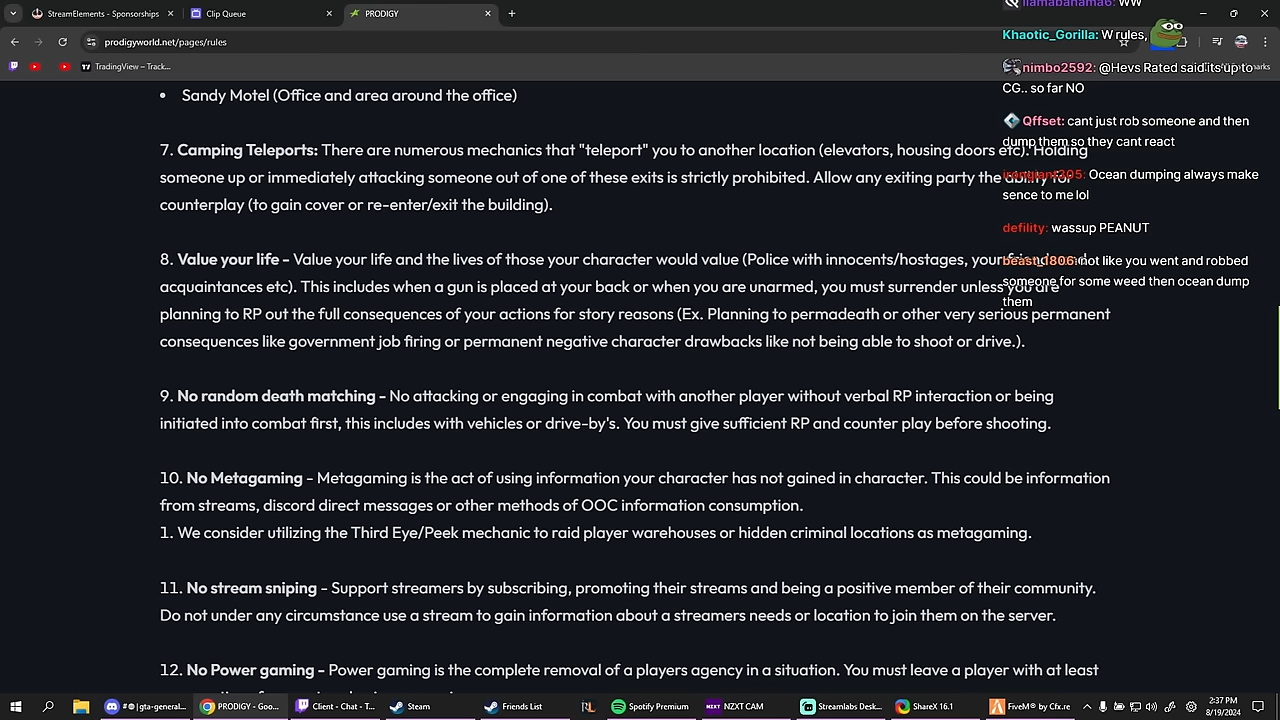 StreamElements - Sponsorships
Clip Queue
PRODIGY
prodigyworld.net/pages/rules
TradingView – Track...
• Sandy Motel (Office and area around the office)
7. Camping Teleports: There are numerous mechanics that "teleport" you to another location (elevators, housing doors etc). Holding
someone up or immediately attacking someone out of one of these exits is strictly prohibited. Allow any exiting party the ability to
counterplay (to gain cover or re-enter/exit the building).
8. Value your life - Value your life and the lives of those your character would value (Police with innocents/hostages, your friends and
acquaintances etc). This includes when a gun is placed at your back or when you are unarmed, you must surrender unless you are
planning to RP out the full consequences of your actions for story reasons (Ex. Planning to permadeath or other very serious permanent
consequences like government job firing or permanent negative character drawbacks like not being able to shoot or drive.).
9. No random death matching - No attacking or engaging in combat with another player without verbal RP interaction or being
initiated into combat first, this includes with vehicles or drive-by's. You must give sufficient RP and counter play before shooting.
10. No Metagaming - Metagaming is the act of using information your character has not gained in character. This could be information
from streams, discord direct messages or other methods of OOC information consumption.
1. We consider utilizing the Third Eye/Peek mechanic to raid player warehouses or hidden criminal locations as metagaming.
11. No stream sniping - Support streamers by subscribing, promoting their streams and being a positive member of their community.
Do not under any circumstance use a stream to gain information about a streamers needs or location to join them on the server.
12. No Power gaming - Power gaming is the complete removal of a players agency in a situation. You must leave a player with at least
llamabanama6: WW
Khaotic_Gorilla: W rules,
nimbo2592: @Hevs Rated said its up to
CG.. so far NO
Qffset: cant just rob someone and then
dump them so they cant react
irongiant305: Ocean dumping always make
sence to me lol
defility: wassup PEANUT
beast_1806: not like you went and robbed
someone for some weed then ocean dump
them
#🌐|gta-general...
PRODIGY - Goo...
Client - Chat - T...
Steam
Friends List
Spotify Premium
NZXT CAM
Streamlabs Desk...
ShareX 16.1
FiveM® by Cfx.re
2:37 PM
8/19/2024